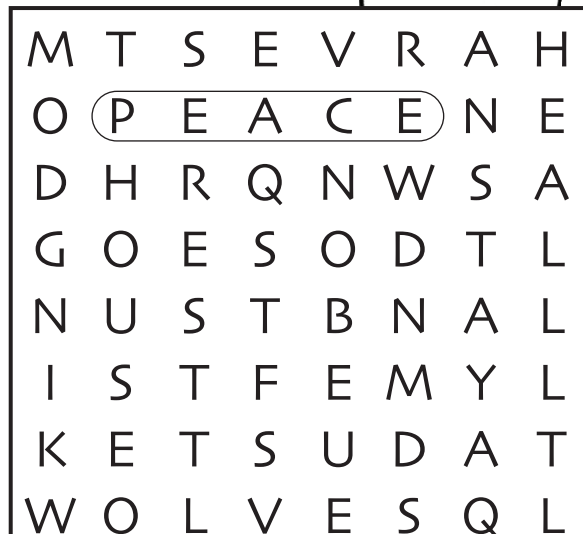 M T S E V R A H
O P E A C E N E
D H R Q N W S A
G O E S O D T L
N U S T B N A L
I S T F E M Y L
K E T S U D A T
W O L V E S Q L